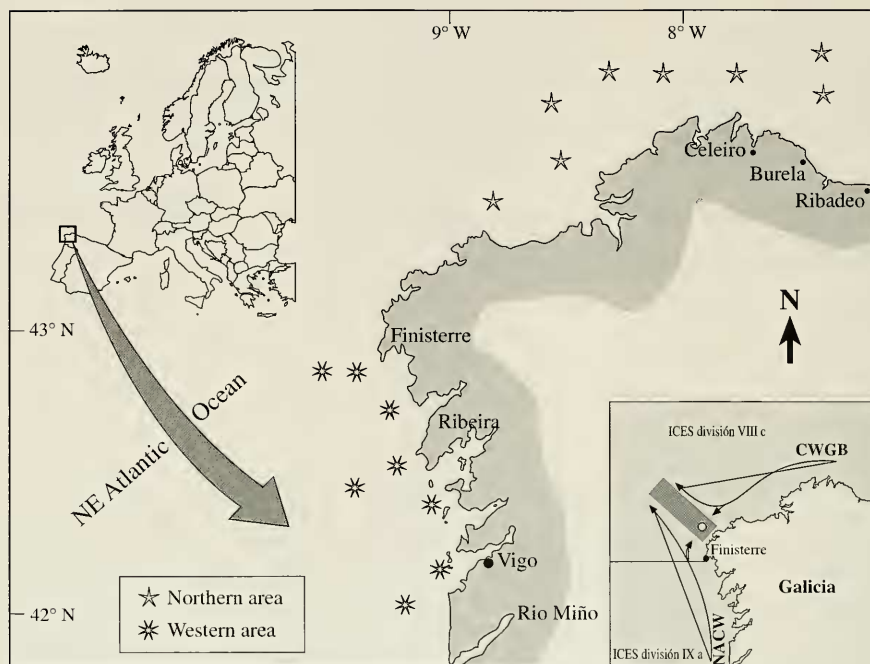 9° W
8° W
Celeiro
Burela
Ribadeo
N
43° N
Finisterre
NE Atlantic Ocean
Ribeira
ICES división VIII c
CWGB
Finisterre
Galicia
Vigo
Northern area
Western area
42° N
Rio Miño
NACW
ICES división IX a